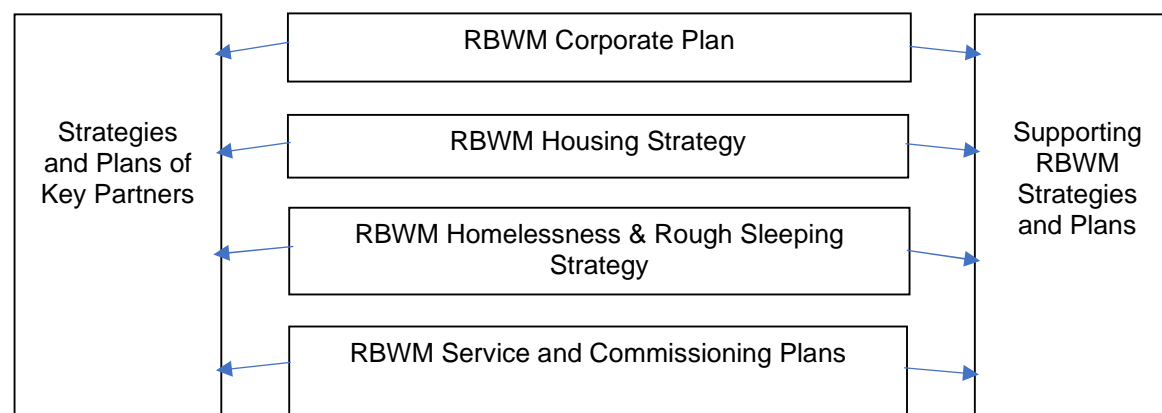 RBWM Corporate Plan
Strategies
and Plans of
Key Partners
RBWM Housing Strategy
RBWM Homelessness & Rough Sleeping
Strategy
RBWM Service and Commissioning Plans
Supporting
RBWM
Strategies
and Plans